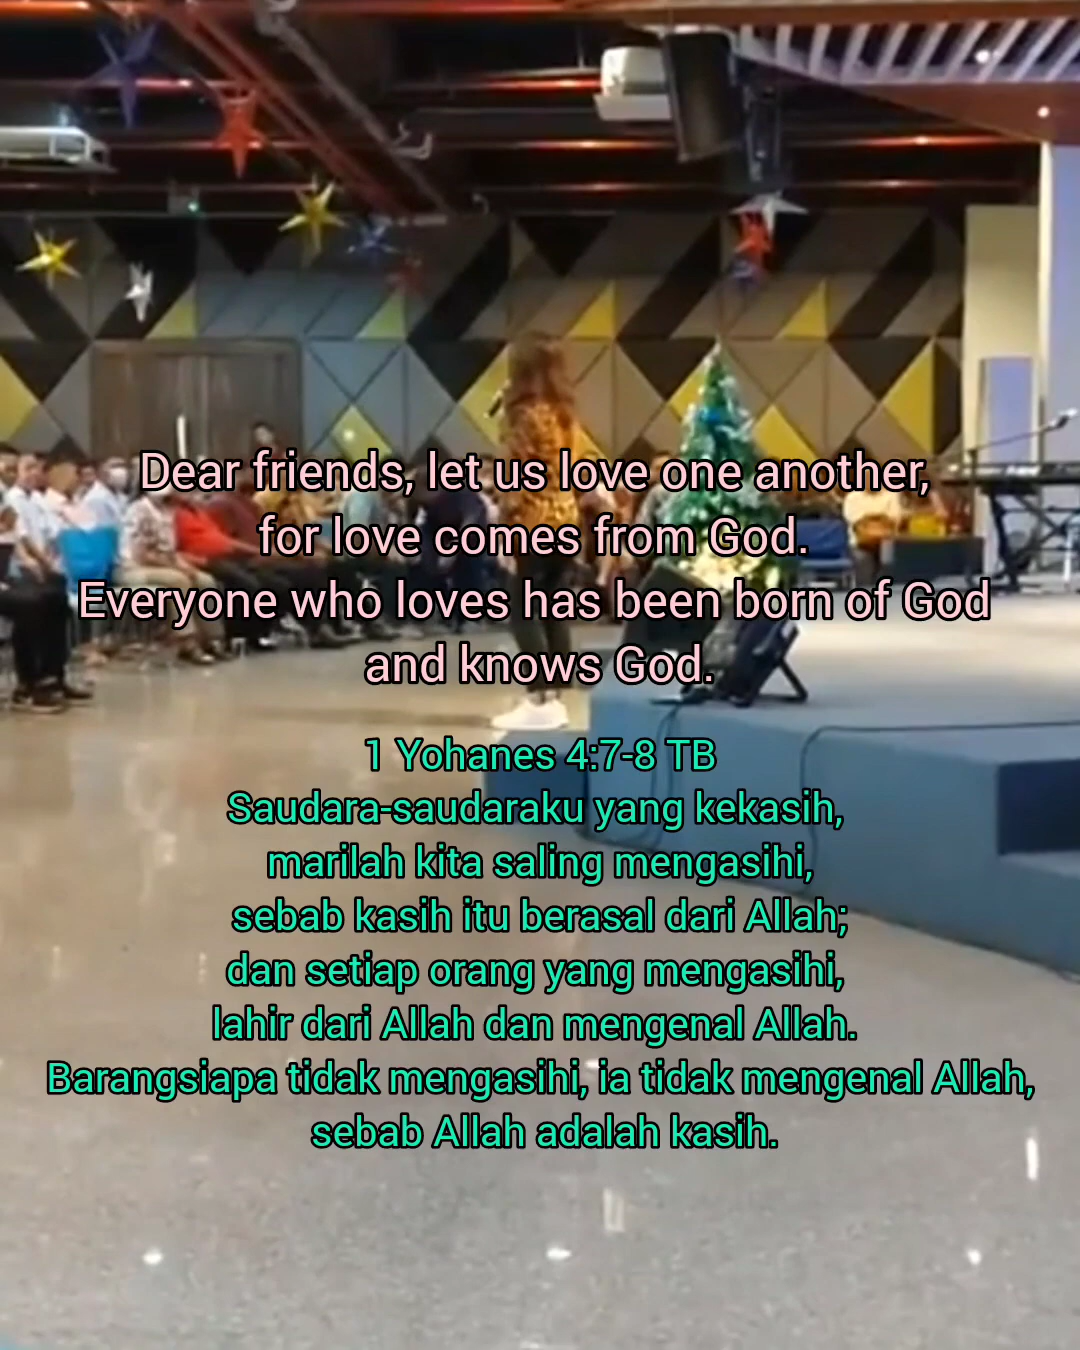 Dear friends, let us love one another,
for love comes from God.
Everyone who loves has been born of God
and knows God.
1 Yohanes 4:7-8 TB
Saudara-saudaraku yang kekasih,
marilah kita saling mengasihi,
sebab kasih itu berasal dari Allah;
dan setiap orang yang mengasihi,
lahir dari Allah dan mengenal Allah.
Barangsiapa tidak mengasihi, ia tidak mengenal Allah,
sebab Allah adalah kasih.